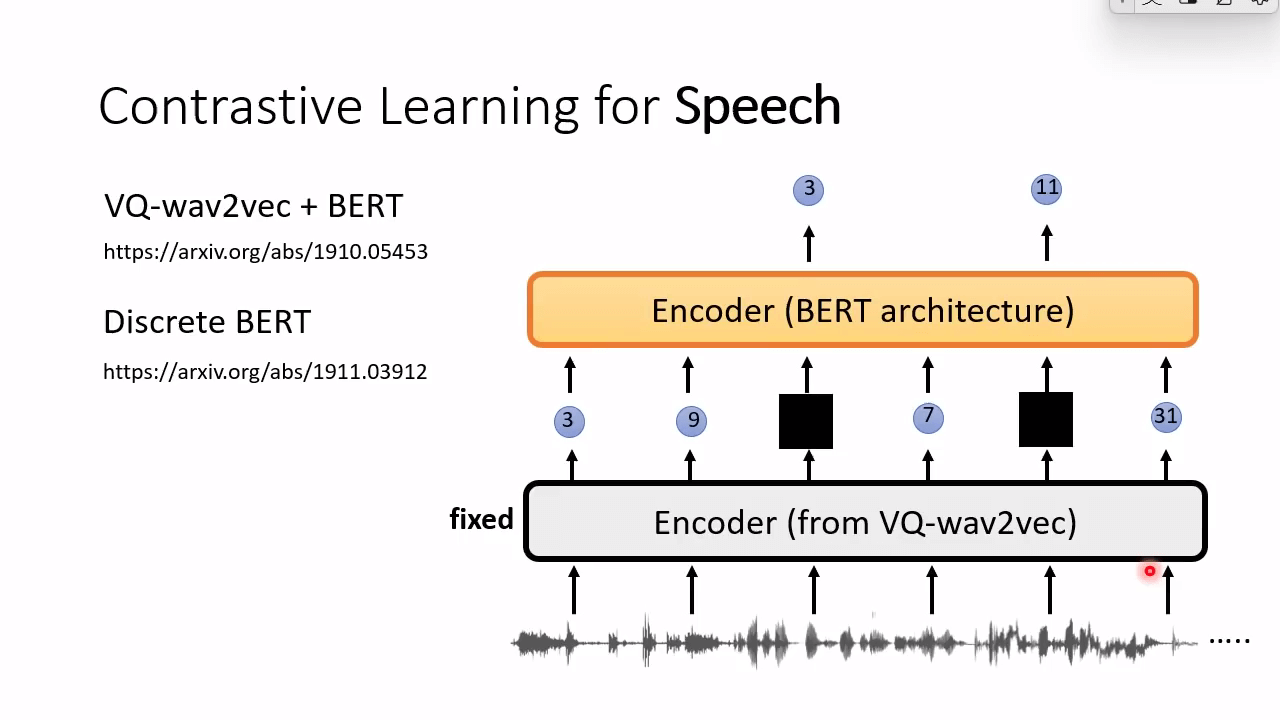 Contrastive Learning for Speech
VQ-wav2vec + BERT
https://arxiv.org/abs/1910.05453
Discrete BERT
https://arxiv.org/abs/1911.03912
3 11
Encoder (BERT architecture)
3 9 7 31
fixed
Encoder (from VQ-wav2vec)
.....